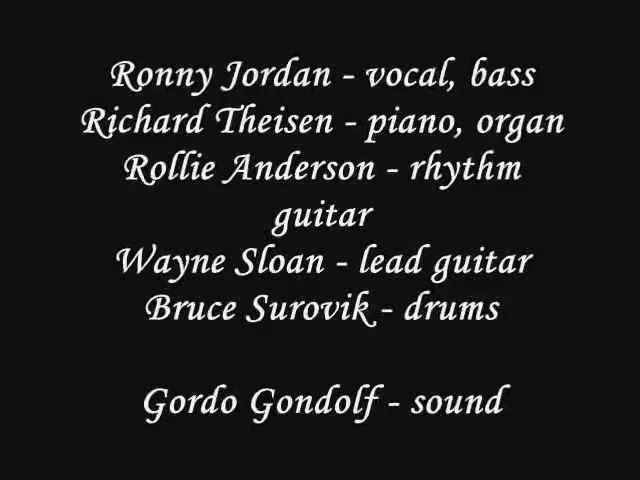 Ronny Jordan - vocal, bass
Richard Theisen - piano, organ
Rollie Anderson - rhythm
guitar
Wayne Sloan - lead guitar
Bruce Surovik - drums
Gordo Gondolf - sound